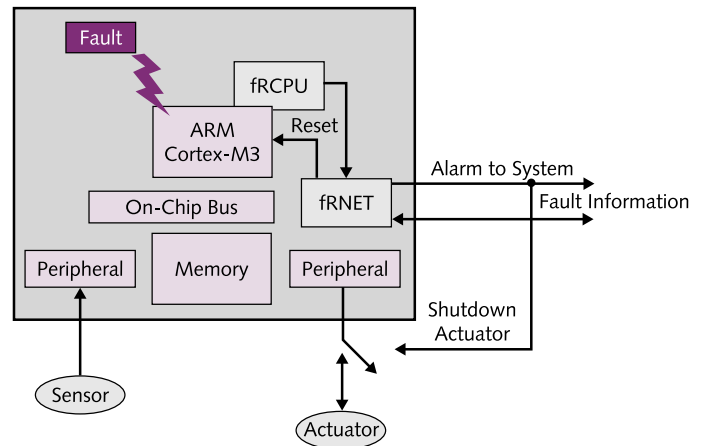 Fault
fRCPU
ARM
Cortex-M3
Reset
Alarm to System
fRNET
Fault Information
On-Chip Bus
Peripheral
Memory
Peripheral
Shutdown
Actuator
Sensor
Actuator